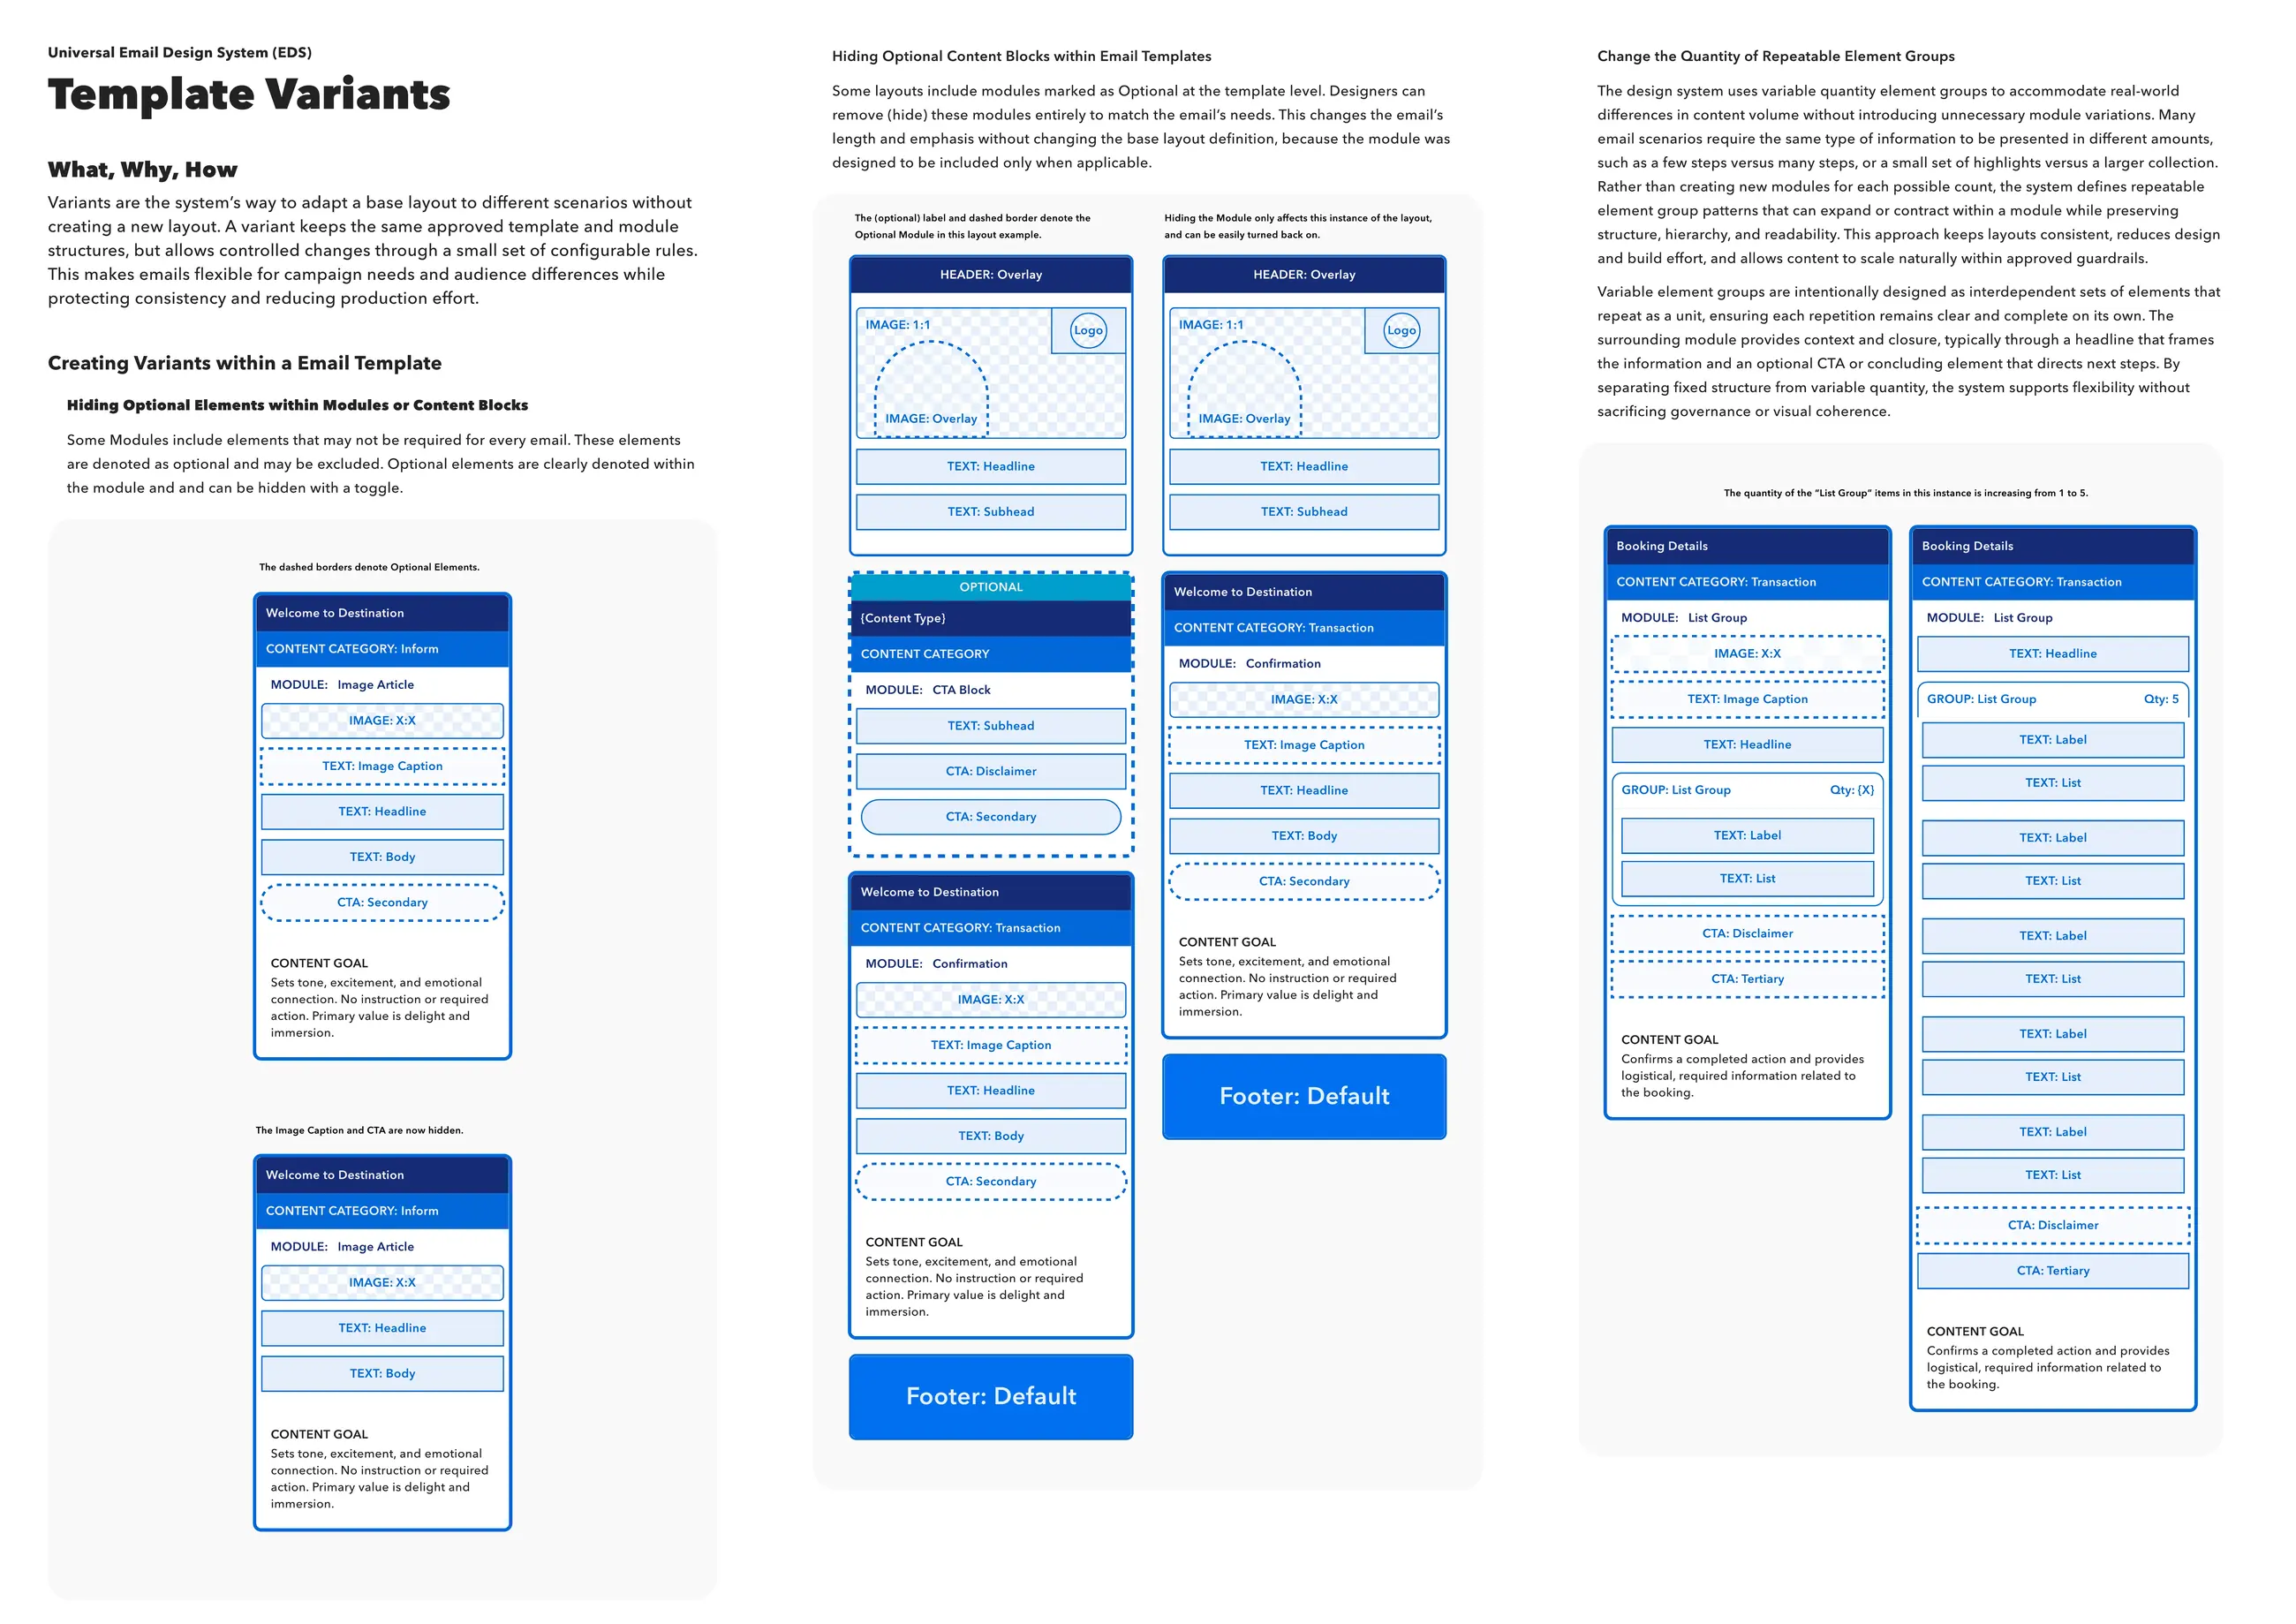 Universal Email Design System (EDS)
Template Variants
What, Why, How
Variants are the system's way to adapt a base layout to different scenarios without
creating a new layout. A variant keeps the same approved template and module
structures, but allows controlled changes through a small set of configurable rules.
This makes emails flexible for campaign needs and audience differences while
protecting consistency and reducing production effort.
Creating Variants within a Email Template
Hiding Optional Elements within Modules or Content Blocks
Some Modules include elements that may not be required for every email. These elements
are denoted as optional and may be excluded. Optional elements are clearly denoted within
the module and and can be hidden with a toggle.
The dashed borders denote Optional Elements.
Welcome to Destination
CONTENT CATEGORY: Inform
MODULE: Image Article
IMAGE: X:X
TEXT: Image Caption
TEXT: Headline
TEXT: Body
CTA: Secondary
CONTENT GOAL
Sets tone, excitement, and emotional
connection. No instruction or required
action. Primary value is delight and
immersion.
The Image Caption and CTA are now hidden.
Welcome to Destination
CONTENT CATEGORY: Inform
MODULE: Image Article
IMAGE: X:X
TEXT: Headline
TEXT: Body
CONTENT GOAL
Sets tone, excitement, and emotional
connection. No instruction or required
action. Primary value is delight and
immersion.
Hiding Optional Content Blocks within Email Templates
Some layouts include modules marked as Optional at the template level. Designers can
remove (hide) these modules entirely to match the email's needs. This changes the email's
length and emphasis without changing the base layout definition, because the module was
designed to be included only when applicable.
The (optional) label and dashed border denote the
Optional Module in this layout example.
HEADER: Overlay
IMAGE: 1:1
Logo
IMAGE: Overlay
TEXT: Headline
TEXT: Subhead
OPTIONAL
{Content Type}
CONTENT CATEGORY
MODULE: CTA Block
TEXT: Subhead
CTA: Disclaimer
CTA: Secondary
Welcome to Destination
CONTENT CATEGORY: Transaction
MODULE: Confirmation
IMAGE: X:X
TEXT: Image Caption
TEXT: Headline
TEXT: Body
CTA: Secondary
CONTENT GOAL
Sets tone, excitement, and emotional
connection. No instruction or required
action. Primary value is delight and
immersion.
Footer: Default
Hiding the Module only affects this instance of the layout,
and can be easily turned back on.
HEADER: Overlay
IMAGE: 1:1
Logo
IMAGE: Overlay
TEXT: Headline
TEXT: Subhead
Welcome to Destination
CONTENT CATEGORY: Transaction
MODULE: Confirmation
IMAGE: X:X
TEXT: Image Caption
TEXT: Headline
TEXT: Body
CTA: Secondary
CONTENT GOAL
Sets tone, excitement, and emotional
connection. No instruction or required
action. Primary value is delight and
immersion.
Footer: Default
Change the Quantity of Repeatable Element Groups
The design system uses variable quantity element groups to accommodate real-world
differences in content volume without introducing unnecessary module variations. Many
email scenarios require the same type of information to be presented in different amounts,
such as a few steps versus many steps, or a small set of highlights versus a larger collection.
Rather than creating new modules for each possible count, the system defines repeatable
element group patterns that can expand or contract within a module while preserving
structure, hierarchy, and readability. This approach keeps layouts consistent, reduces design
and build effort, and allows content to scale naturally within approved guardrails.
Variable element groups are intentionally designed as interdependent sets of elements that
repeat as a unit, ensuring each repetition remains clear and complete on its own. The
surrounding module provides context and closure, typically through a headline that frames
the information and an optional CTA or concluding element that directs next steps. By
separating fixed structure from variable quantity, the system supports flexibility without
sacrificing governance or visual coherence.
The quantity of the "List Group" items in this instance is increasing from 1 to 5.
Booking Details
CONTENT CATEGORY: Transaction
MODULE: List Group
IMAGE: X:X
TEXT: Image Caption
TEXT: Headline
GROUP: List Group Qty: {X}
TEXT: Label
TEXT: List
CTA: Disclaimer
CTA: Tertiary
CONTENT GOAL
Confirms a completed action and provides
logistical, required information related to
the booking.
Booking Details
CONTENT CATEGORY: Transaction
MODULE: List Group
TEXT: Headline
GROUP: List Group Qty: 5
TEXT: Label
TEXT: List
TEXT: Label
TEXT: List
TEXT: Label
TEXT: List
TEXT: Label
TEXT: List
TEXT: Label
TEXT: List
CTA: Disclaimer
CTA: Tertiary
CONTENT GOAL
Confirms a completed action and provides
logistical, required information related to
the booking.